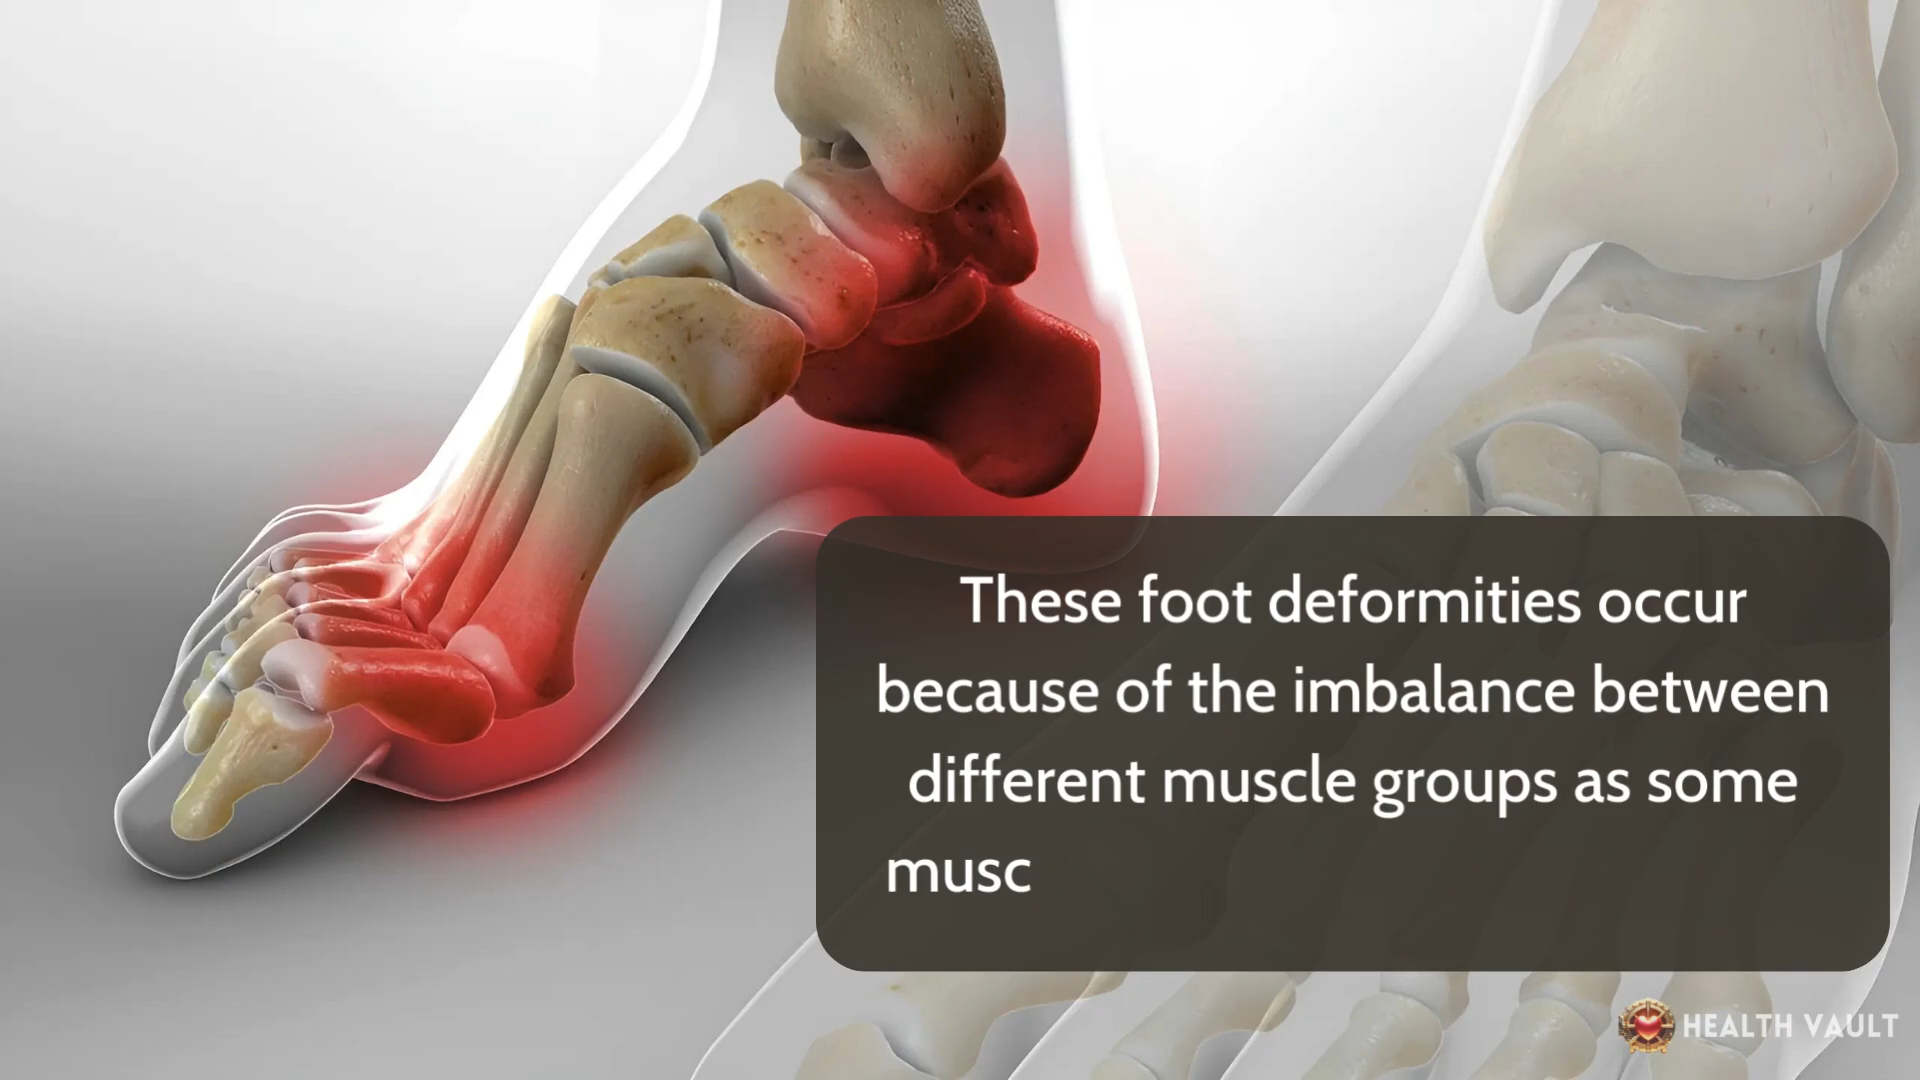 These foot deformities occur
because of the imbalance between
different muscle groups as some
musc
HEALTH VAULT